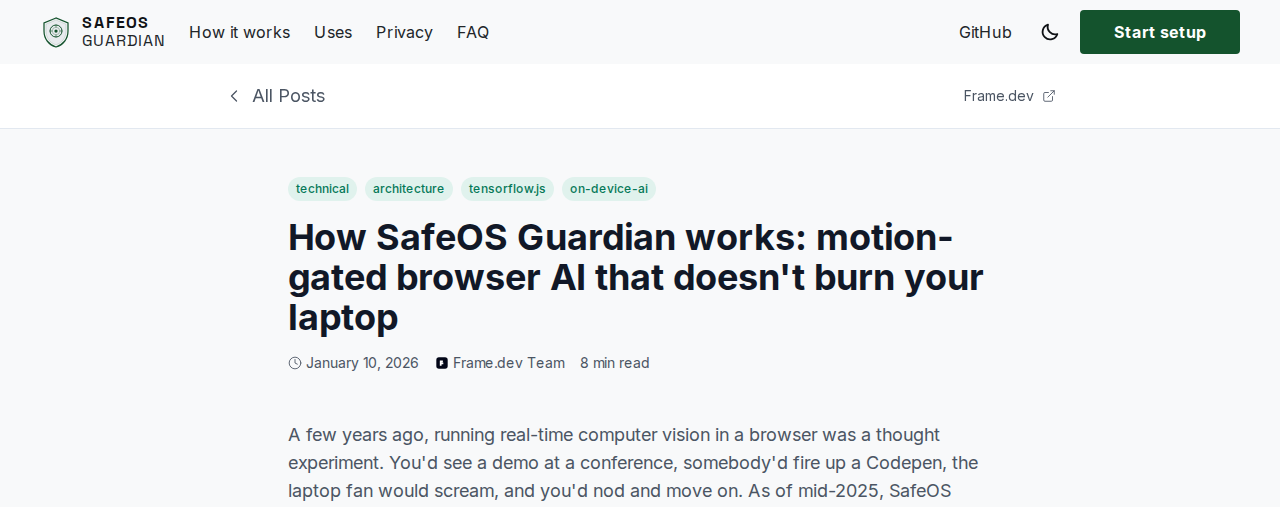 SAFEOS
GUARDIAN
How it works
Uses
Privacy
FAQ
GitHub
Start setup
All Posts
Frame.dev
technical
architecture
tensorflow.js
on-device-ai
How SafeOS Guardian works: motion-
gated browser AI that doesn't burn your
laptop
January 10, 2026
Frame.dev Team
8 min read
A few years ago, running real-time computer vision in a browser was a thought
experiment. You'd see a demo at a conference, somebody'd fire up a Codepen, the
laptop fan would scream, and you'd nod and move on. As of mid-2025, SafeOS